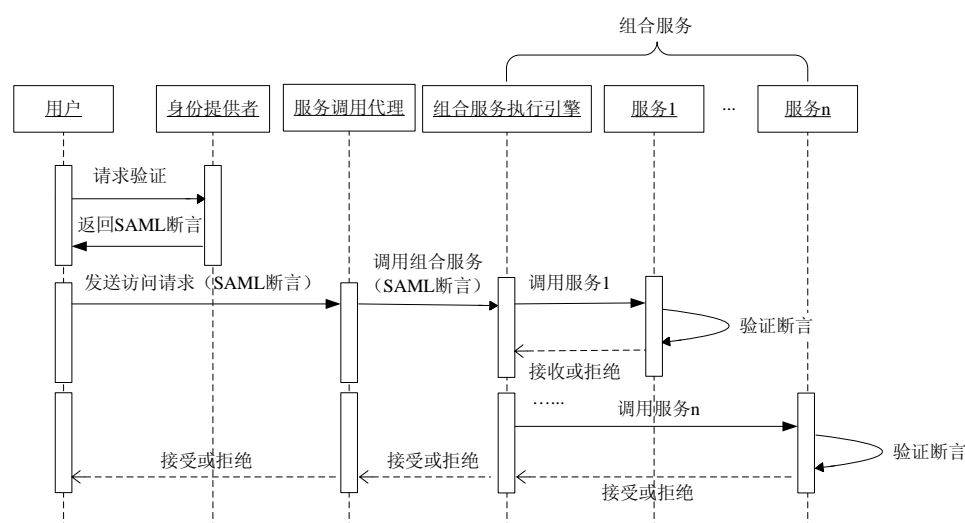 组合服务
用户
身份提供者
服务调用代理
组合服务执行引擎
服务1
...
服务n
请求验证
返回SAML断言
发送访问请求（SAML断言）
调用组合服务
（SAML断言）
调用服务1
验证断言
接收或拒绝
……
调用服务n
验证断言
接受或拒绝
接受或拒绝
接受或拒绝